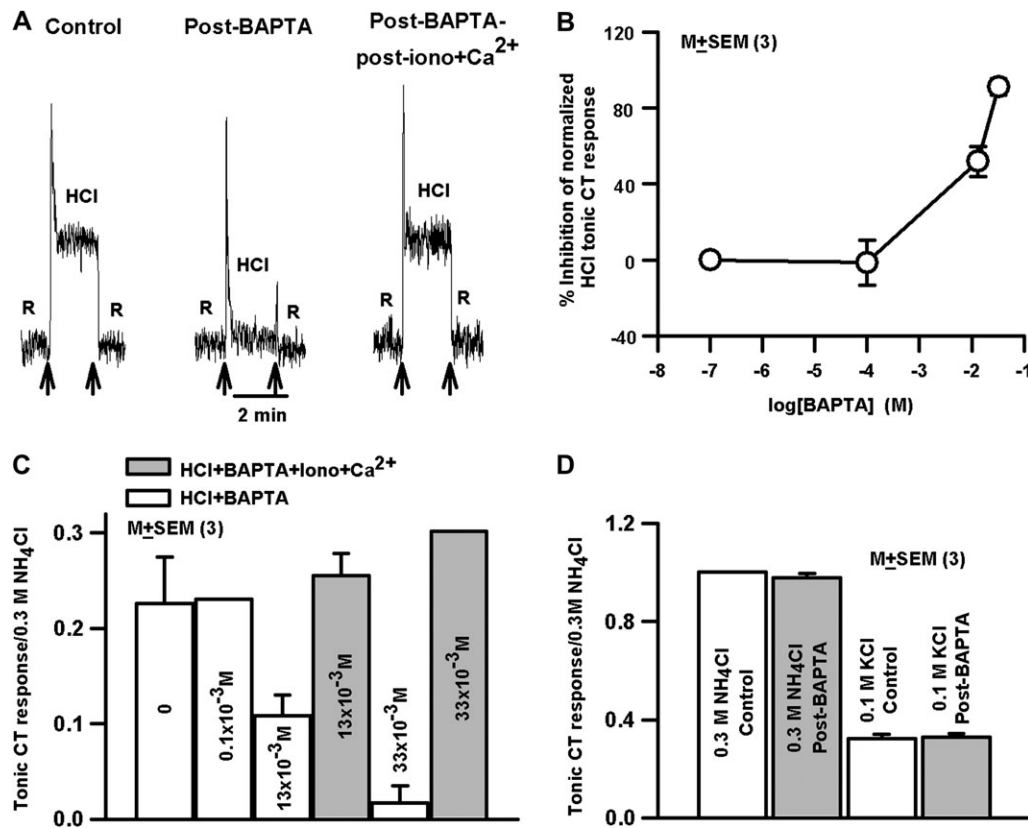 A
Control
Post-BAPTA
Post-BAPTA-
post-iono+Ca2+
HCl
HCl
HCl
R
R
R
R
R
R
2 min
B
M±SEM (3)
% Inhibition of normalized
HCl tonic CT response
120
80
40
0
-40
-8
-7
-6
-5
-4
-3
-2
-1
log[BAPTA] (M)
C
HCl+BAPTA+Iono+Ca2+
HCl+BAPTA
M±SEM (3)
Tonic CT response/0.3 M NH4Cl
0.3
0.2
0.1
0.0
0
0.1x10-3M
13x10-3M
13x10-3M
33x10-3M
33x10-3M
D
M±SEM (3)
Tonic CT response/0.3M NH4Cl
1.2
0.8
0.4
0.0
0.3 M NH4Cl
Control
0.3 M NH4Cl
Post-BAPTA
0.1 M KCl
Control
0.1 M KCl
Post-BAPTA